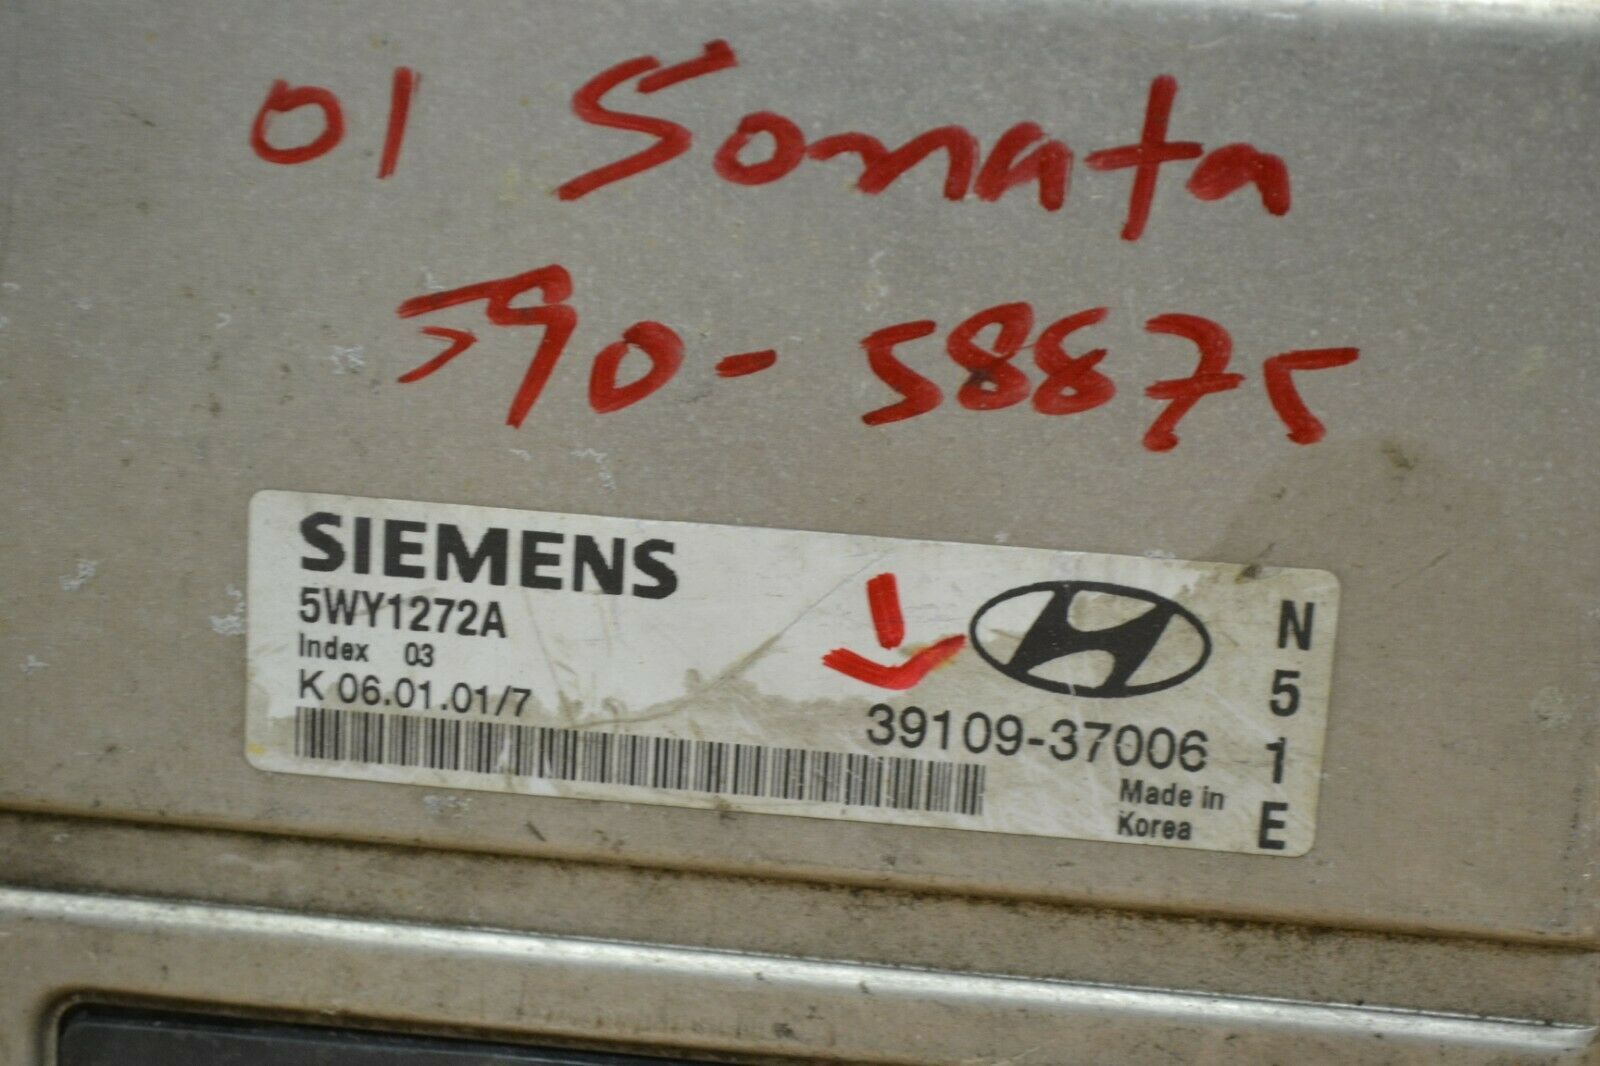 01 Sonata
590-58875
SIEMENS
5WY1272A
Index 03
K 06.01.01/7
39109-37006
Made in
Korea
N
5
1
E